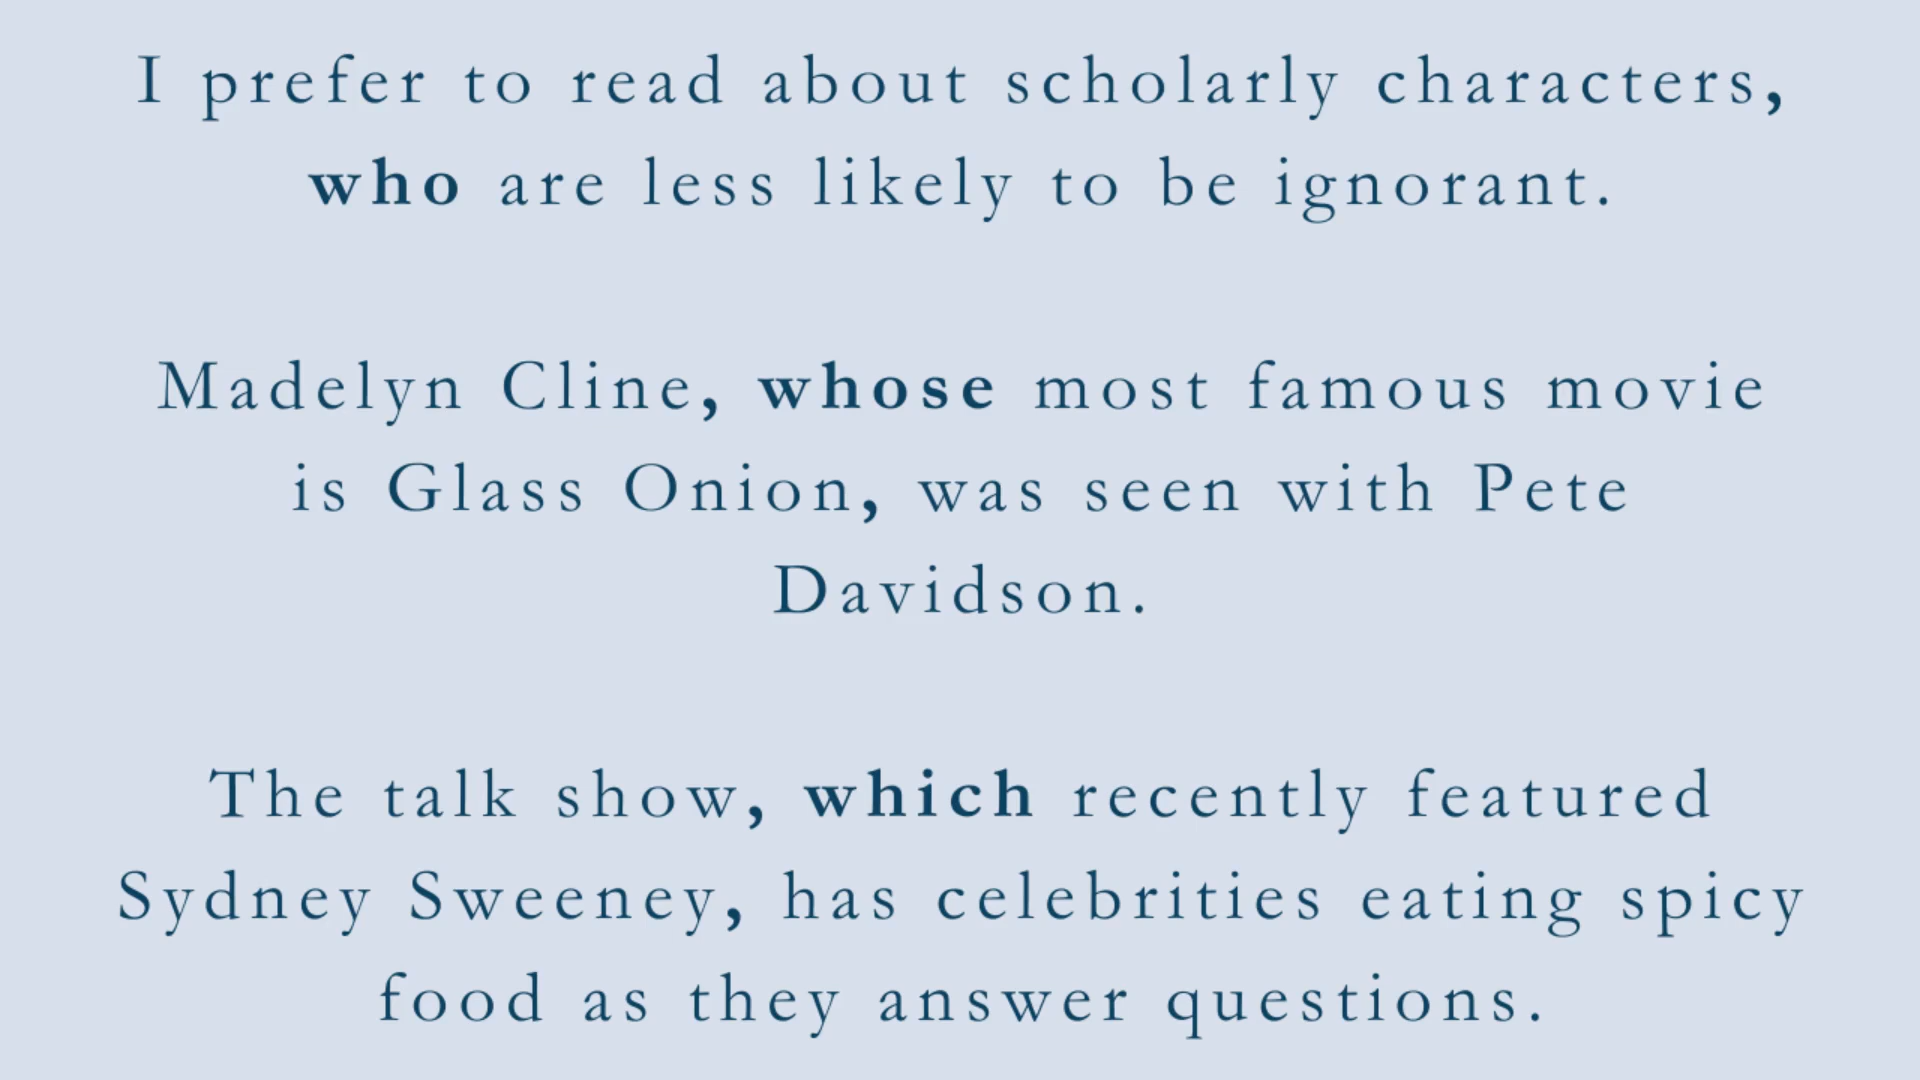 I prefer to read about scholarly characters,
who are less likely to be ignorant.
Madelyn Cline, whose most famous movie
is Glass Onion, was seen with Pete
Davidson.
The talk show, which recently featured
Sydney Sweeney, has celebrities eating spicy
food as they answer questions.